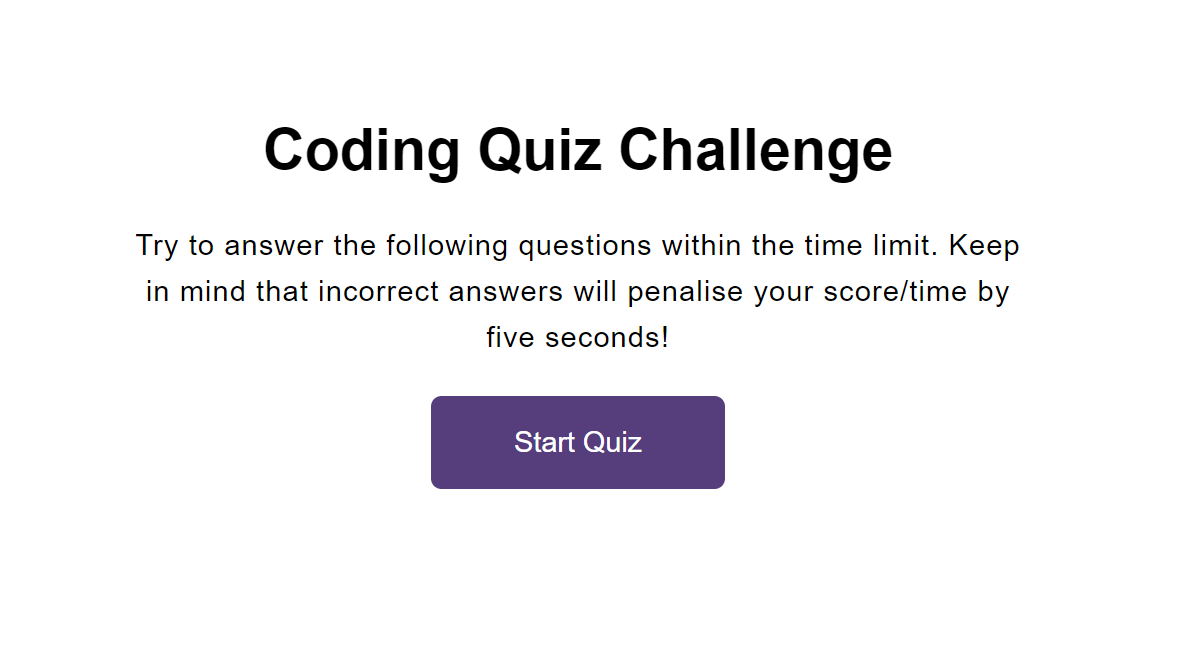 Coding Quiz Challenge
Try to answer the following questions within the time limit. Keep
in mind that incorrect answers will penalise your score/time by
five seconds!
Start Quiz